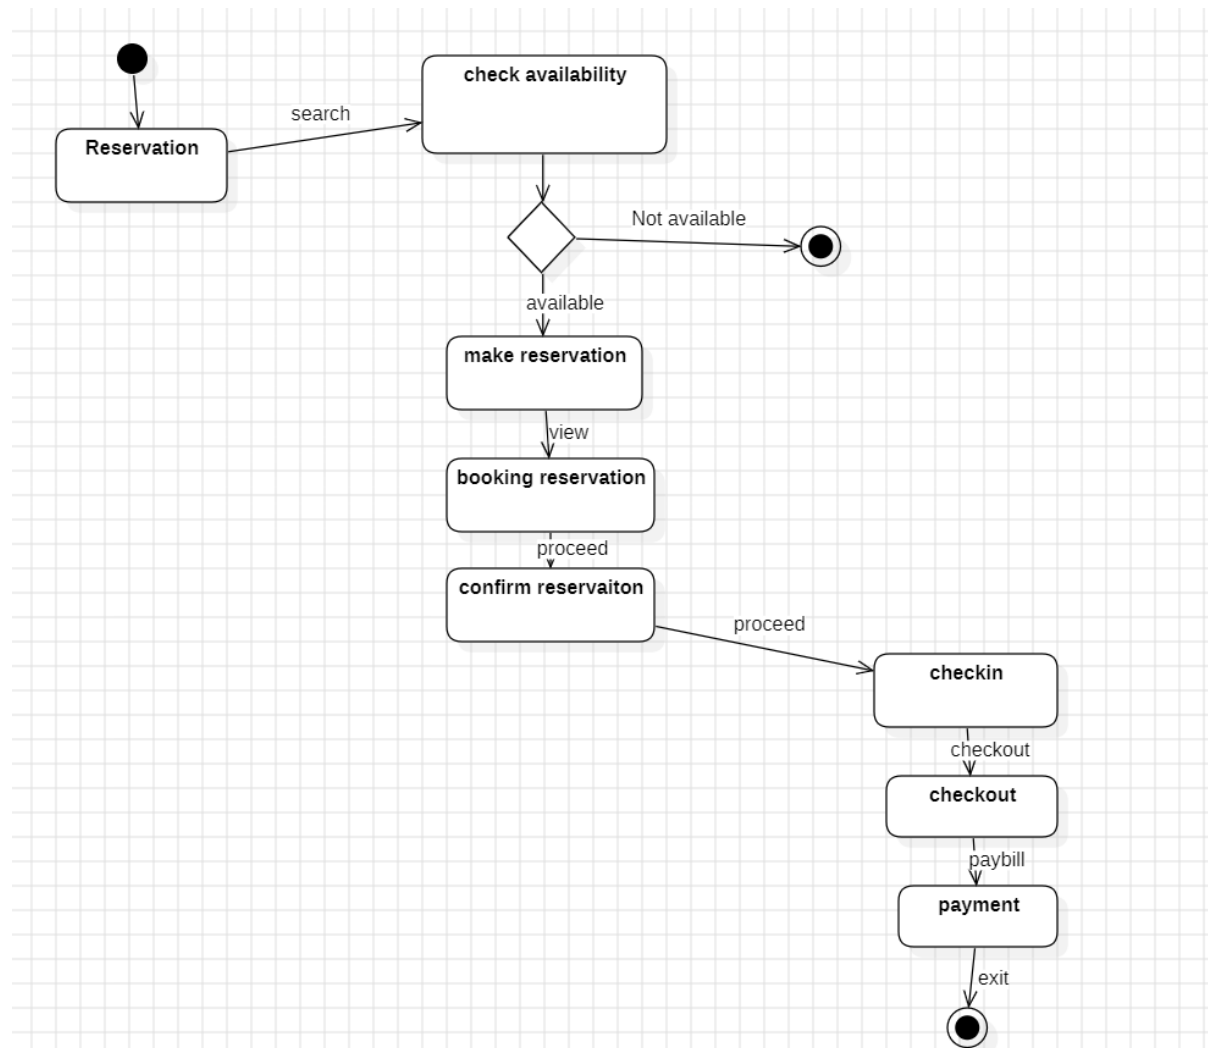 check availability
search
Reservation
Not available
available
make reservation
view
booking reservation
proceed
confirm reservaiton
proceed
checkin
checkout
checkout
paybill
payment
exit